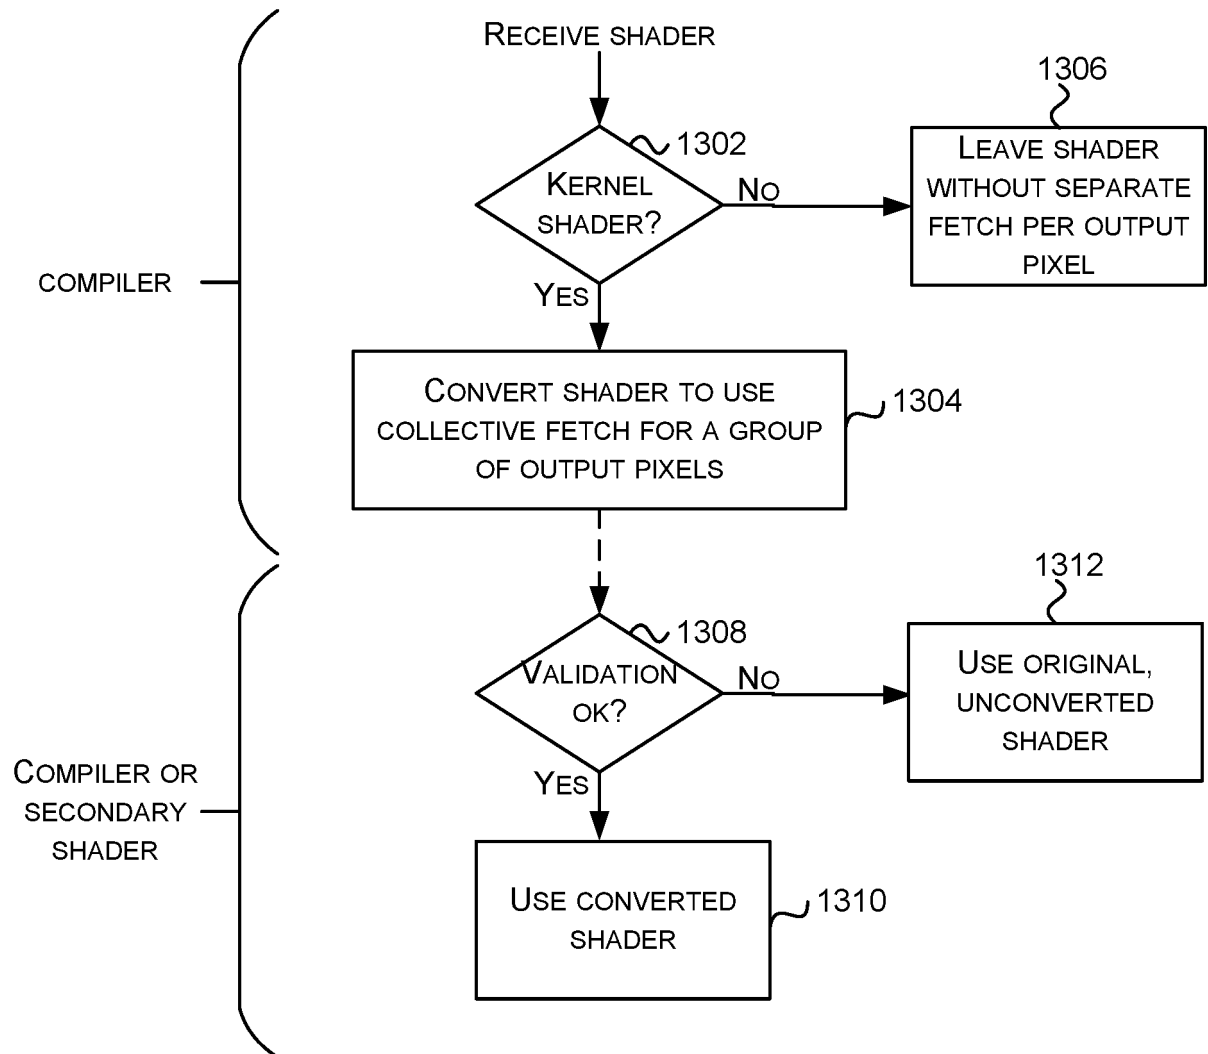 RECEIVE SHADER
1306
1302
LEAVE SHADER
WITHOUT SEPARATE
FETCH PER OUTPUT
PIXEL
KERNEL
SHADER?
NO
YES
COMPILER
CONVERT SHADER TO USE
COLLECTIVE FETCH FOR A GROUP
OF OUTPUT PIXELS
1304
1312
1308
VALIDATION
OK?
NO
USE ORIGINAL,
UNCONVERTED
SHADER
YES
COMPILER OR
SECONDARY
SHADER
USE CONVERTED
SHADER
1310